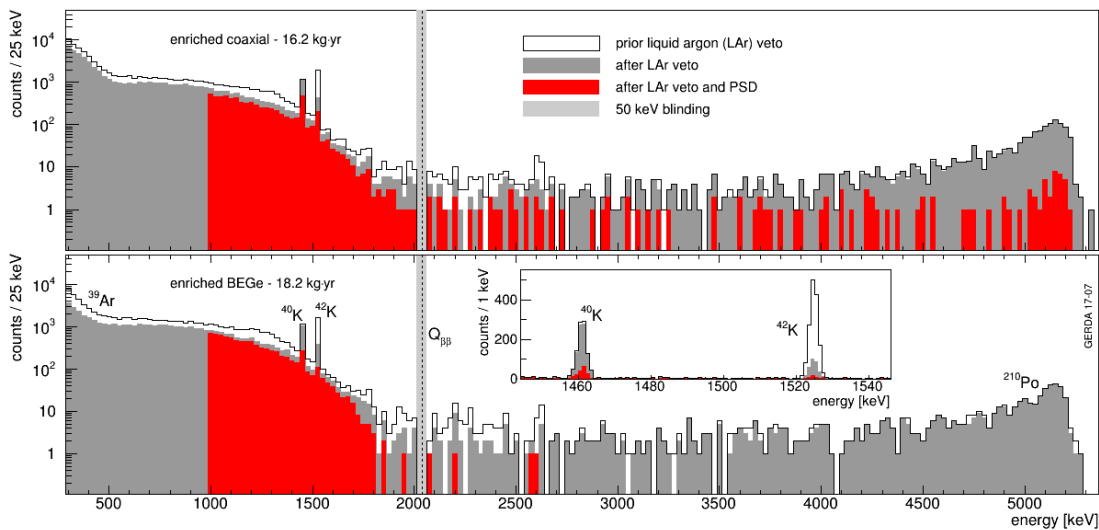 counts / 25 keV
10⁴
10³
10²
10
1
enriched coaxial - 16.2 kg·yr
prior liquid argon (LAr) veto
after LAr veto
after LAr veto and PSD
50 keV blinding
counts / 25 keV
10⁴
10³
10²
10
1
enriched BEGe - 18.2 kg·yr
³⁹Ar
⁴⁰K
⁴²K
Qββ
counts / 1 keV
400
200
0
⁴⁰K
⁴²K
1460 1480 1500 1520 1540
energy [keV]
²¹⁰Po
GERDA 17-07
500 1000 1500 2000 2500 3000 3500 4000 4500 5000
energy [keV]